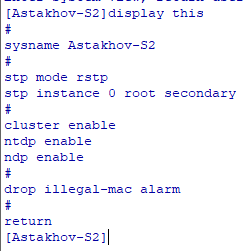 [Astakhov-S2]display this
#
sysname Astakhov-S2
#
stp mode rstp
stp instance 0 root secondary
#
cluster enable
ntdp enable
ndp enable
#
drop illegal-mac alarm
#
return
[Astakhov-S2]